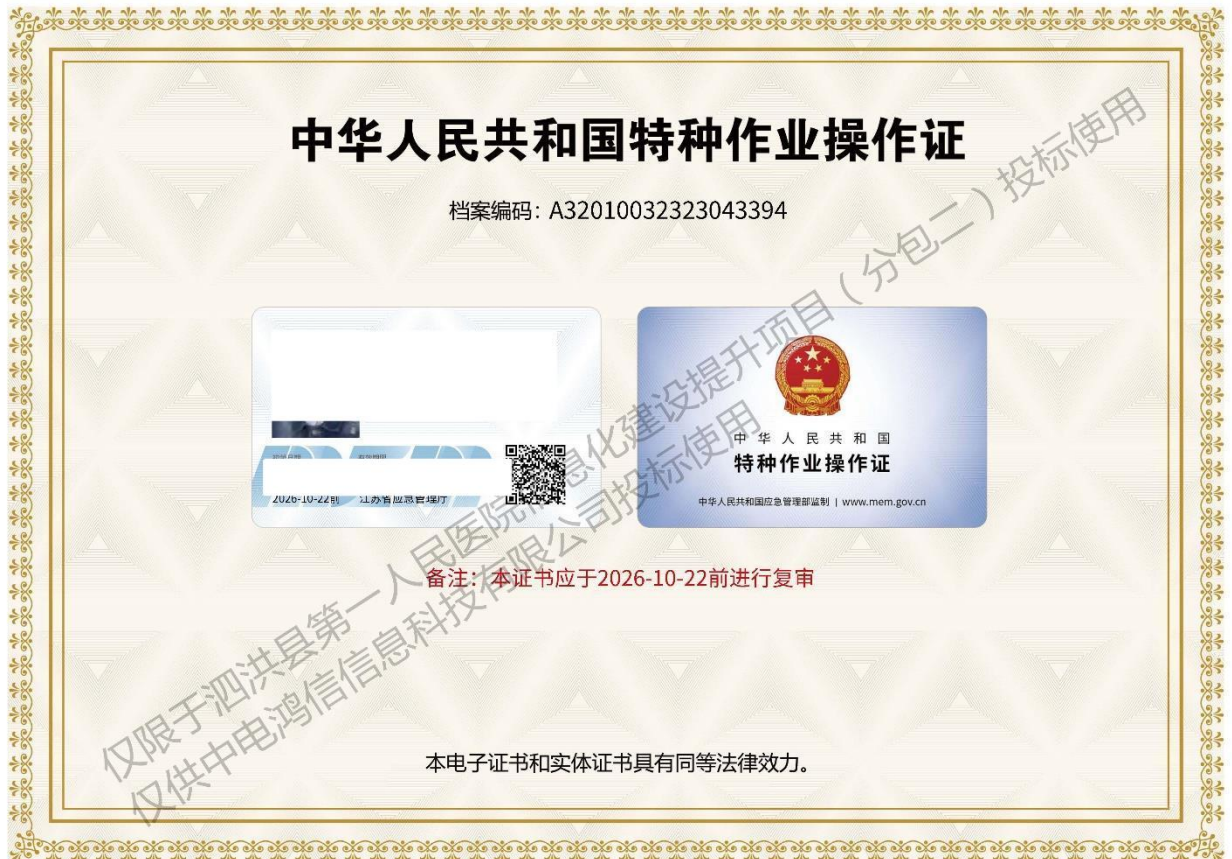 中华人民共和国特种作业操作证
档案编码：A32010032323043394
2026-10-22前 江苏省应急管理厅
中华人民共和国
特种作业操作证
中华人民共和国应急管理部监制 | www.mem.gov.cn
备注：本证书应于2026-10-22前进行复审
本电子证书和实体证书具有同等法律效力。
仅限于泗洪县第一人民医院信息化建设提升项目（分包二）投标使用
仅供中电鸿信信息科技有限公司投标使用